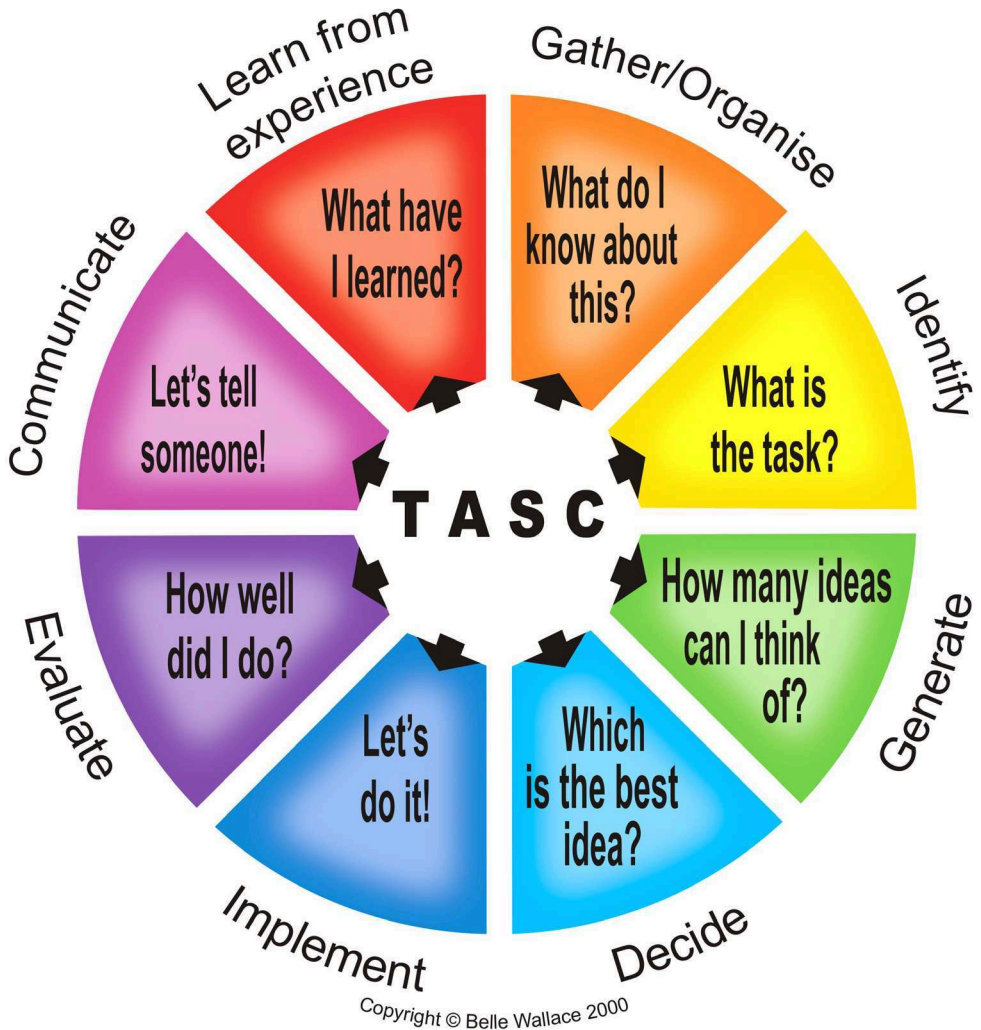 Learn from
experience
Gather/Organise
What have
I learned?
What do I
know about
this?
Communicate
Identify
Let's tell
someone!
What is
the task?
TASC
How well
did I do?
How many ideas
can I think
of?
Evaluate
Generate
Let's
do it!
Which
is the best
idea?
Implement
Decide
Copyright © Belle Wallace 2000